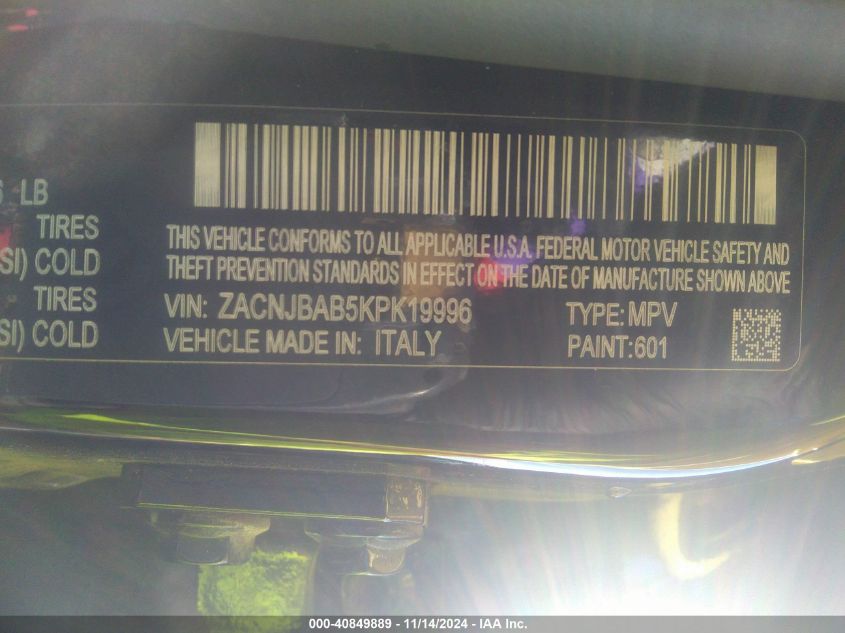 6 LB
TIRES
SI) COLD
TIRES
SI) COLD
THIS VEHICLE CONFORMS TO ALL APPLICABLE U.S.A. FEDERAL MOTOR VEHICLE SAFETY AND
THEFT PREVENTION STANDARDS IN EFFECT ON THE DATE OF MANUFACTURE SHOWN ABOVE
VIN: ZACNJBAB5KPK19996 TYPE: MPV
VEHICLE MADE IN: ITALY PAINT: 601
000-40849889 - 11/14/2024 - IAA Inc.